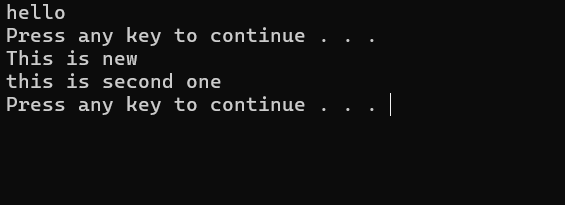 hello
Press any key to continue . . .
This is new
this is second one
Press any key to continue . . .